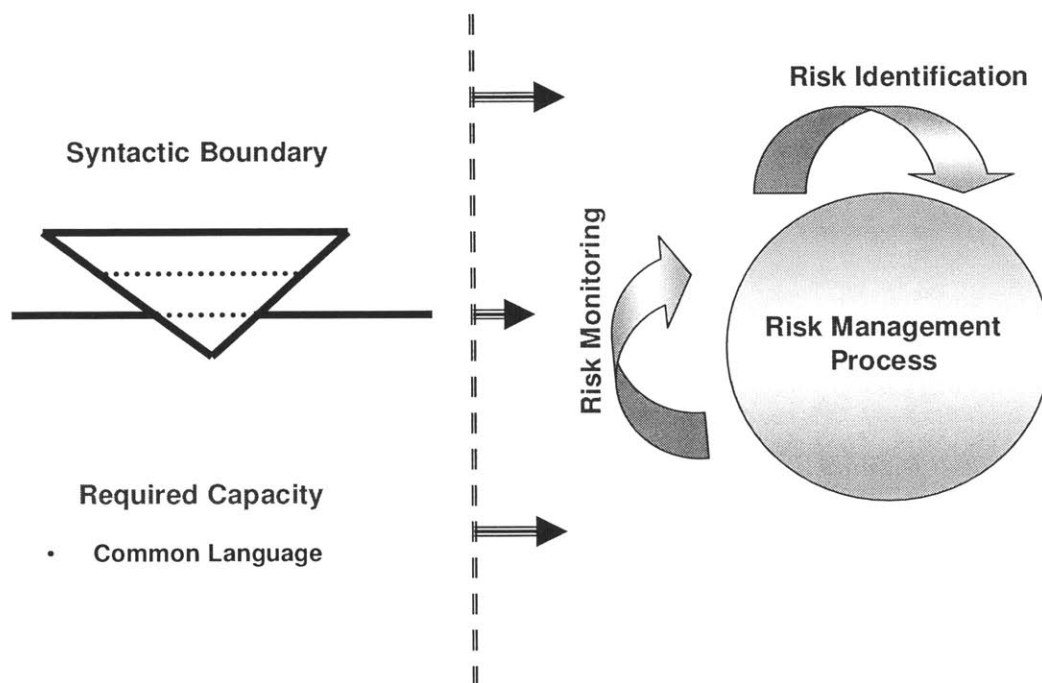 Syntactic Boundary
Required Capacity
• Common Language
Risk Identification
Risk Monitoring
Risk Management
Process